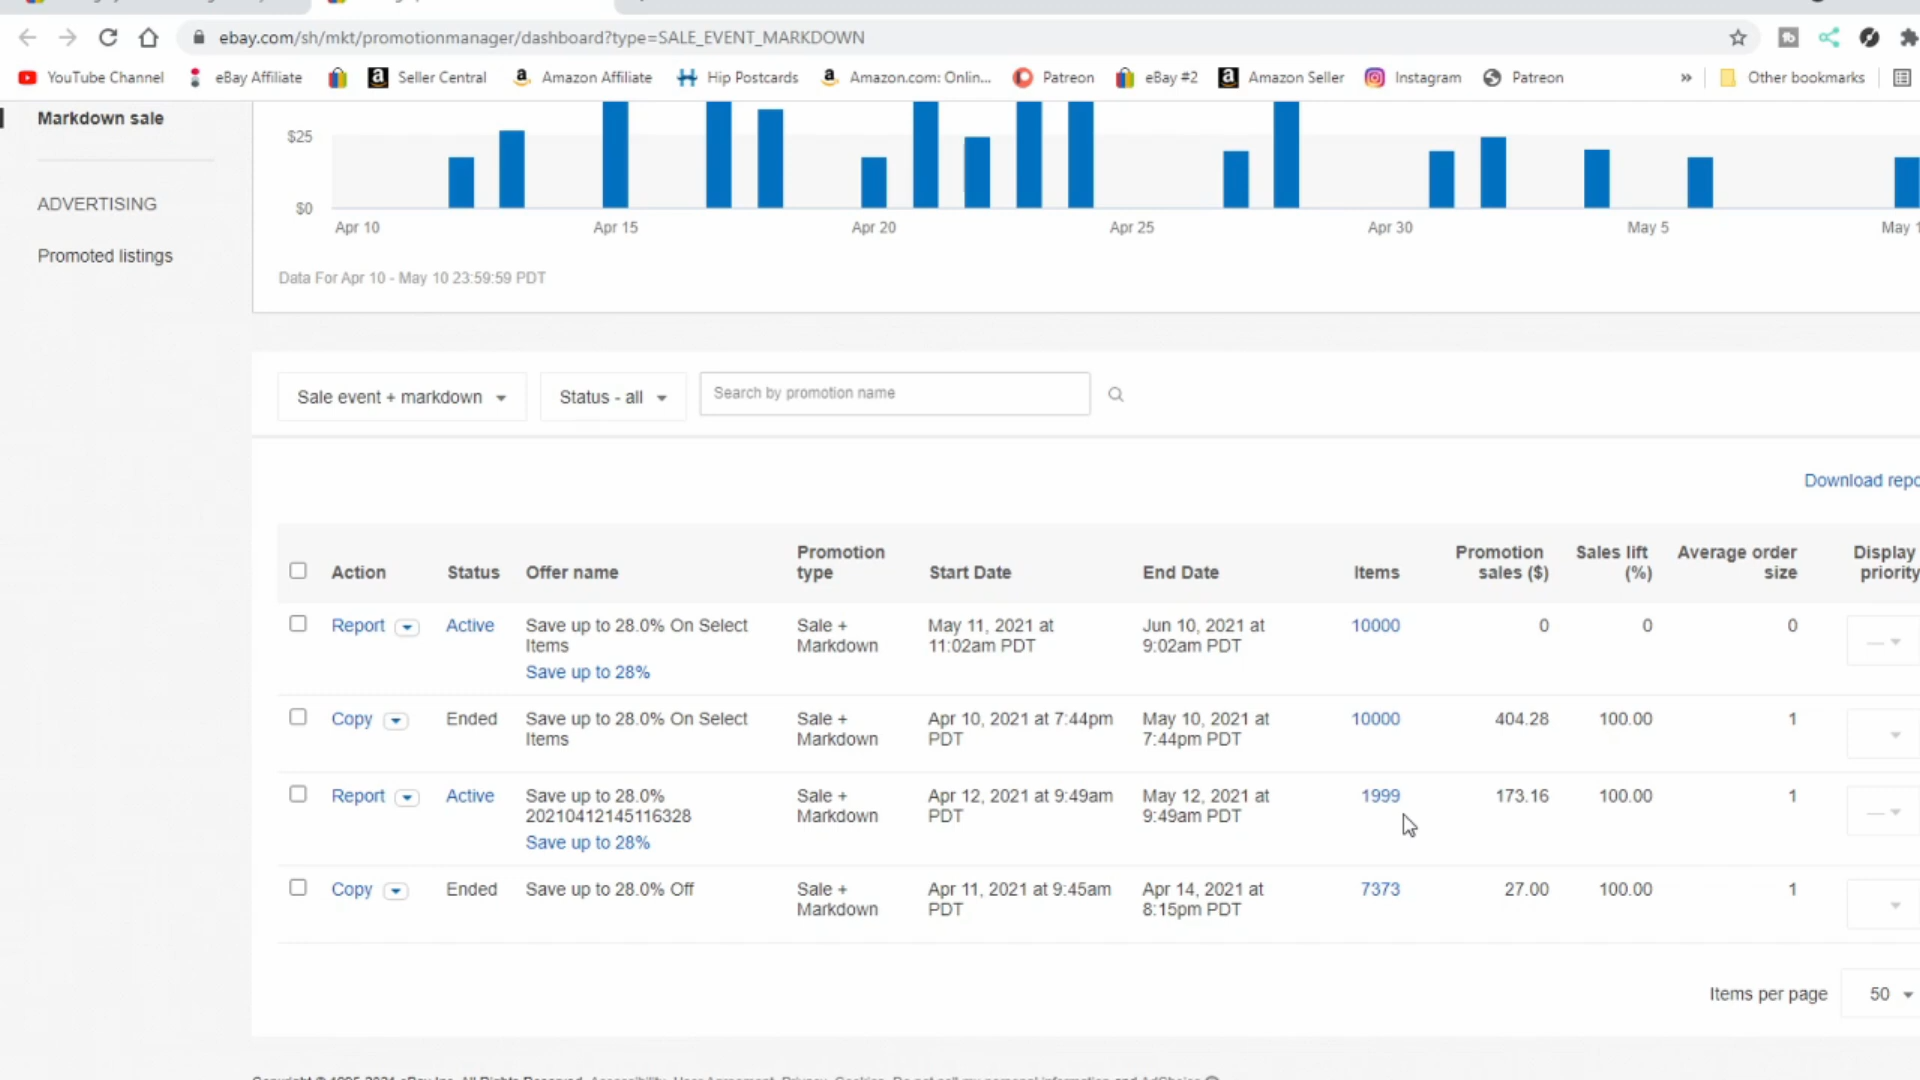 ebay.com/sh/mkt/promotionmanager/dashboard?type=SALE_EVENT_MARKDOWN
YouTube Channel eBay Affiliate Seller Central Amazon Affiliate Hip Postcards Amazon.com: Onlin... Patreon eBay #2 Amazon Seller Instagram Patreon » Other bookmarks
Markdown sale
ADVERTISING
Promoted listings
$25
$0
Apr 10 Apr 15 Apr 20 Apr 25 Apr 30 May 5 May 1
Data For Apr 10 - May 10 23:59:59 PDT
Sale event + markdown Status - all Search by promotion name
Download repo
Promotion Promotion Sales lift Average order Display
Action Status Offer name type Start Date End Date Items sales ($) (%) size priority
Report Active Save up to 28.0% On Select Sale + May 11, 2021 at Jun 10, 2021 at 10000 0 0 0
Items Markdown 11:02am PDT 9:02am PDT
Save up to 28%
Copy Ended Save up to 28.0% On Select Sale + Apr 10, 2021 at 7:44pm May 10, 2021 at 10000 404.28 100.00 1
Items Markdown PDT 7:44pm PDT
Report Active Save up to 28.0% Sale + Apr 12, 2021 at 9:49am May 12, 2021 at 1999 173.16 100.00 1
20210412145116328 Markdown PDT 9:49am PDT
Save up to 28%
Copy Ended Save up to 28.0% Off Sale + Apr 11, 2021 at 9:45am Apr 14, 2021 at 7373 27.00 100.00 1
Markdown PDT 8:15pm PDT
Items per page 50